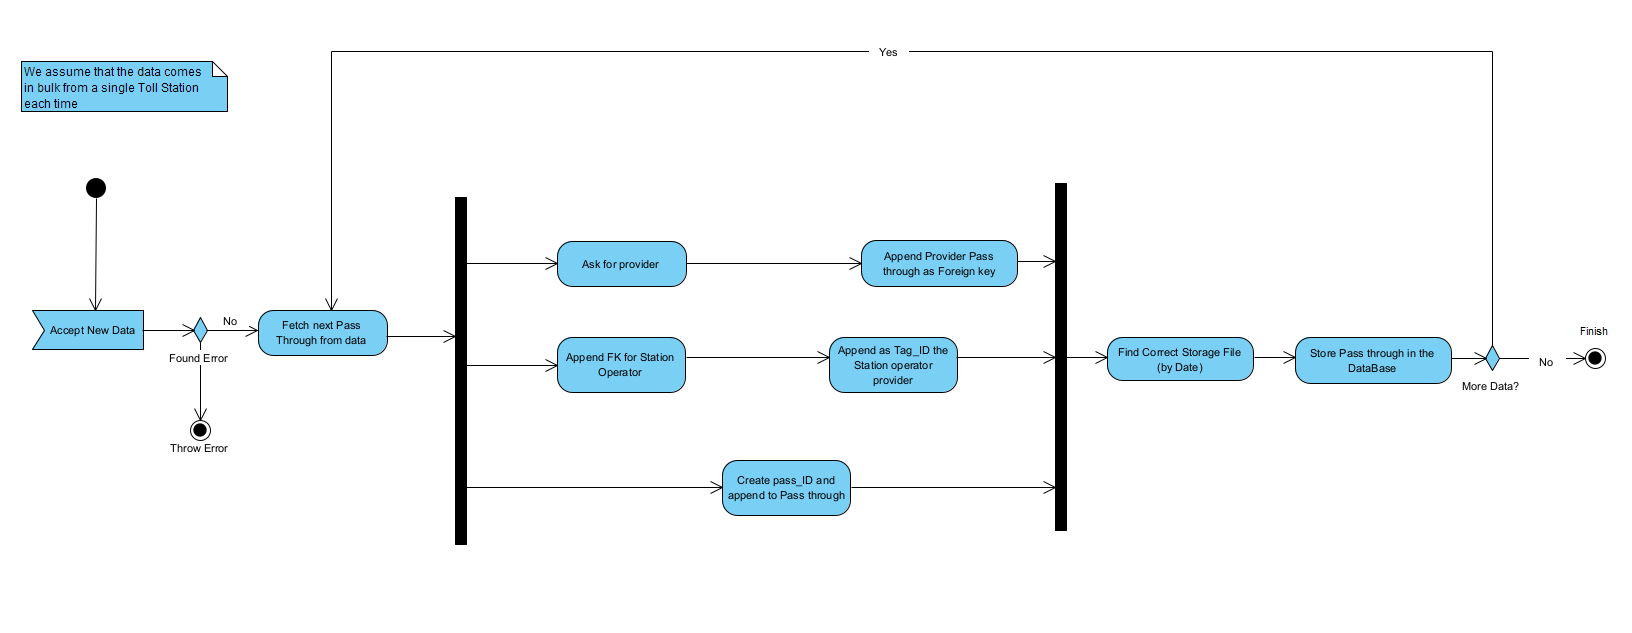 Yes
We assume that the data comes
in bulk from a single Toll Station
each time
Accept New Data
No
Found Error
Throw Error
Fetch next Pass
Through from data
Ask for provider
Append Provider Pass
through as Foreign key
Append FK for Station
Operator
Append as Tag_ID the
Station operator
provider
Create pass_ID and
append to Pass through
Find Correct Storage File
(by Date)
Store Pass through in the
DataBase
More Data?
No
Finish